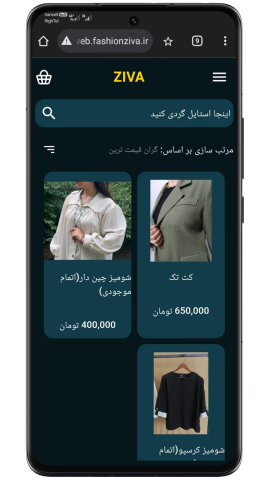 9
eb.fashionziva.ir
ZIVA
اینجا استایل گردی کنید
مرتب سازی بر اساس: گران قیمت ترین
کت تک
650,000 تومان
شومیز چین دار(اتمام
موجودی)
400,000 تومان
شومیز کرسپو(اتمام